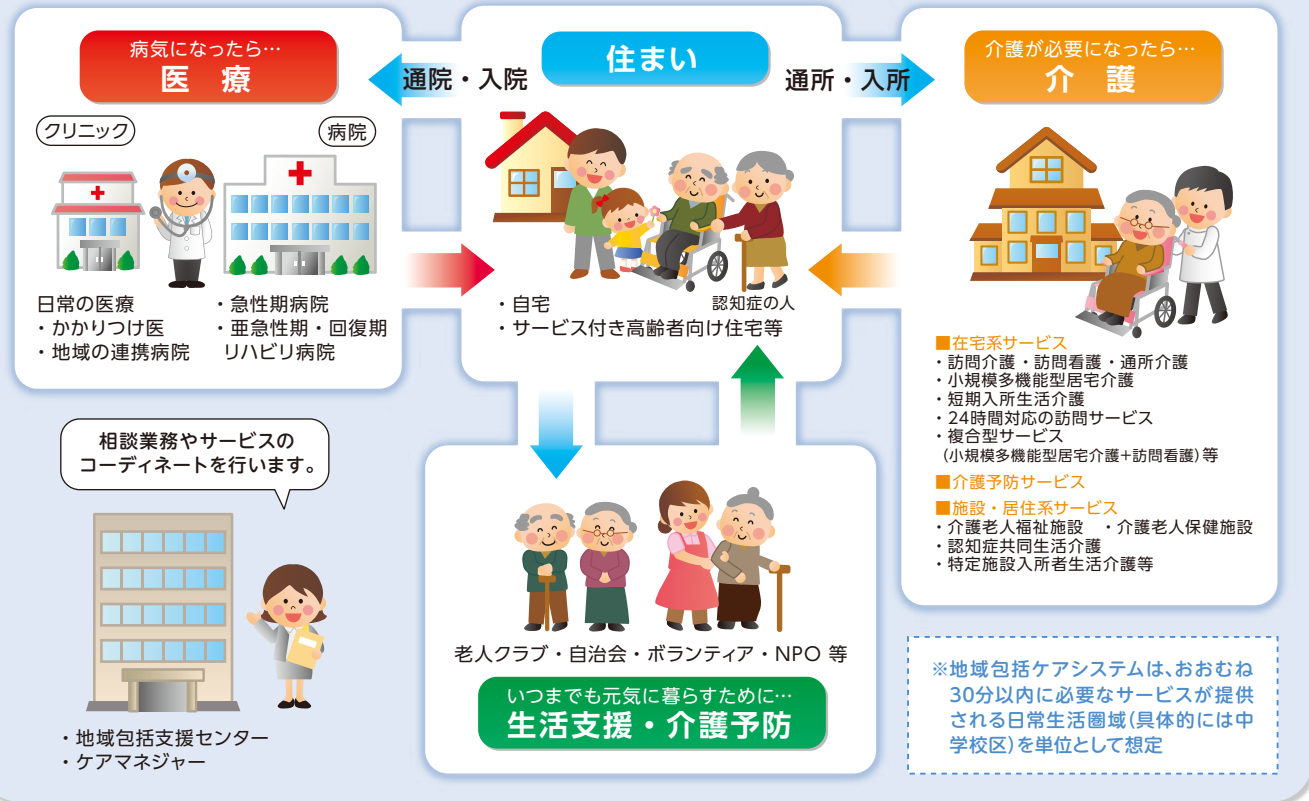 病気になったら…
医 療
通院・入院
住まい
通所・入所
介護が必要になったら…
介 護
クリニック
病院
日常の医療
・かかりつけ医
・地域の連携病院
・急性期病院
・亜急性期・回復期
リハビリ病院
認知症の人
・自宅
・サービス付き高齢者向け住宅等
■在宅系サービス
・訪問介護・訪問看護・通所介護
・小規模多機能型居宅介護
・短期入所生活介護
・24時間対応の訪問サービス
・複合型サービス
(小規模多機能型居宅介護+訪問看護)等
■介護予防サービス
■施設・居住系サービス
・介護老人福祉施設 ・介護老人保健施設
・認知症共同生活介護
・特定施設入所者生活介護等
相談業務やサービスの
コーディネートを行います。
・地域包括支援センター
・ケアマネジャー
老人クラブ・自治会・ボランティア・NPO 等
いつまでも元気に暮らすために…
生活支援・介護予防
※地域包括ケアシステムは、おおむね
30分以内に必要なサービスが提供
される日常生活圏域(具体的には中
学校区)を単位として想定